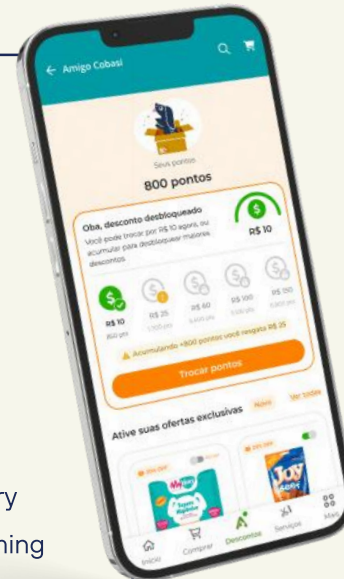 Amigo Cobasi
Seus pontos
800 pontos
Oba, desconto desbloqueado
Você pode trocar por R$ 10 agora, ou
acumular para desbloquear maiores
descontos
R$ 10
R$ 10
R$ 25
R$ 60
R$ 100
R$ 150
Acumulando +800 pontos você resgata R$ 25
Trocar pontos
Ative suas ofertas exclusivas
Novo
Ver todas
Joy
Início
Comprar
Descontos
Serviços
Mais
ry
ning